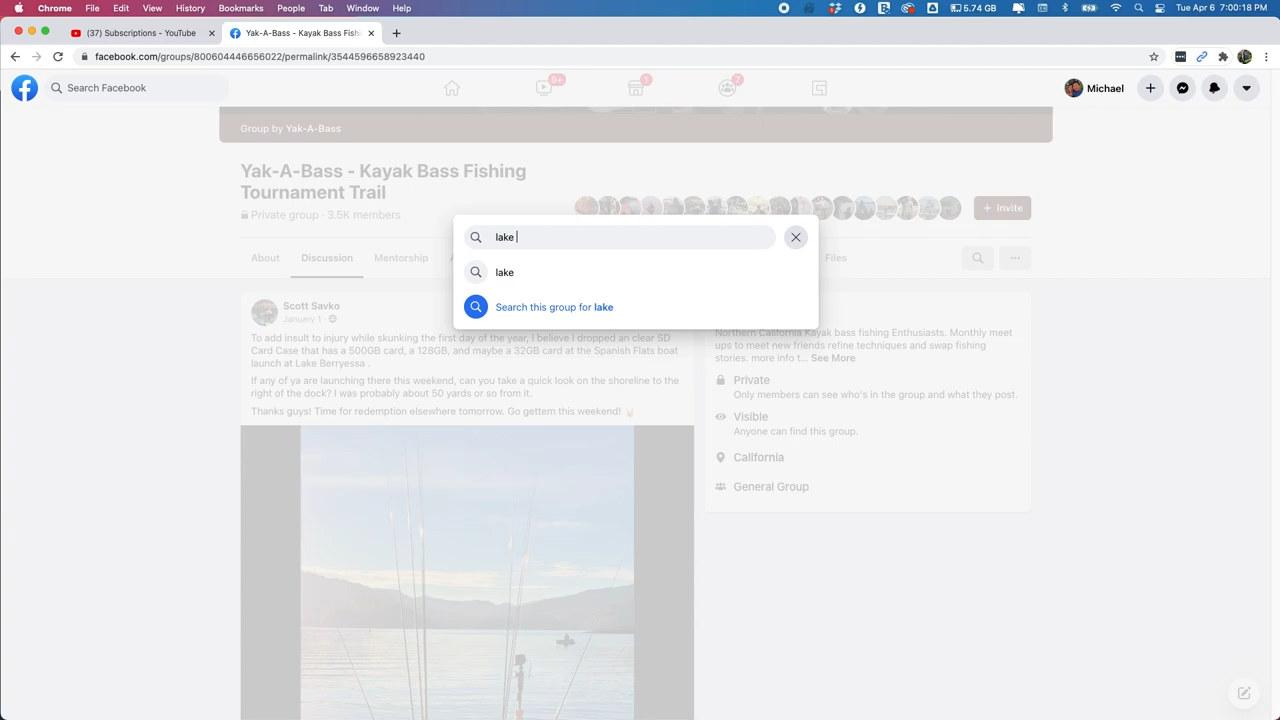 Chrome File Edit View History Bookmarks People Tab Window Help
5.74 GB
Tue Apr 6 7:00:18 PM
(37) Subscriptions - YouTube
Yak-A-Bass - Kayak Bass Fishi
facebook.com/groups/800604446656022/permalink/3544596658923440
Search Facebook
9+
1
7
Michael
Group by Yak-A-Bass
Yak-A-Bass - Kayak Bass Fishing
Tournament Trail
Private group · 3.5K members
+ Invite
lake
lake
Search this group for lake
About
Discussion
Mentorship
Files
Scott Savko
January 1 ·
To add insult to injury while skunking the first day of the year, I believe I dropped an clear SD
Card Case that has a 500GB card, a 128GB, and maybe a 32GB card at the Spanish Flats boat
launch at Lake Berryessa .
If any of ya are launching there this weekend, can you take a quick look on the shoreline to the
right of the dock? I was probably about 50 yards or so from it.
Thanks guys! Time for redemption elsewhere tomorrow. Go gettem this weekend!
Northern California Kayak bass fishing Enthusiasts. Monthly meet
ups to meet new friends refine techniques and swap fishing
stories. more info t... See More
Private
Only members can see who's in the group and what they post.
Visible
Anyone can find this group.
California
General Group